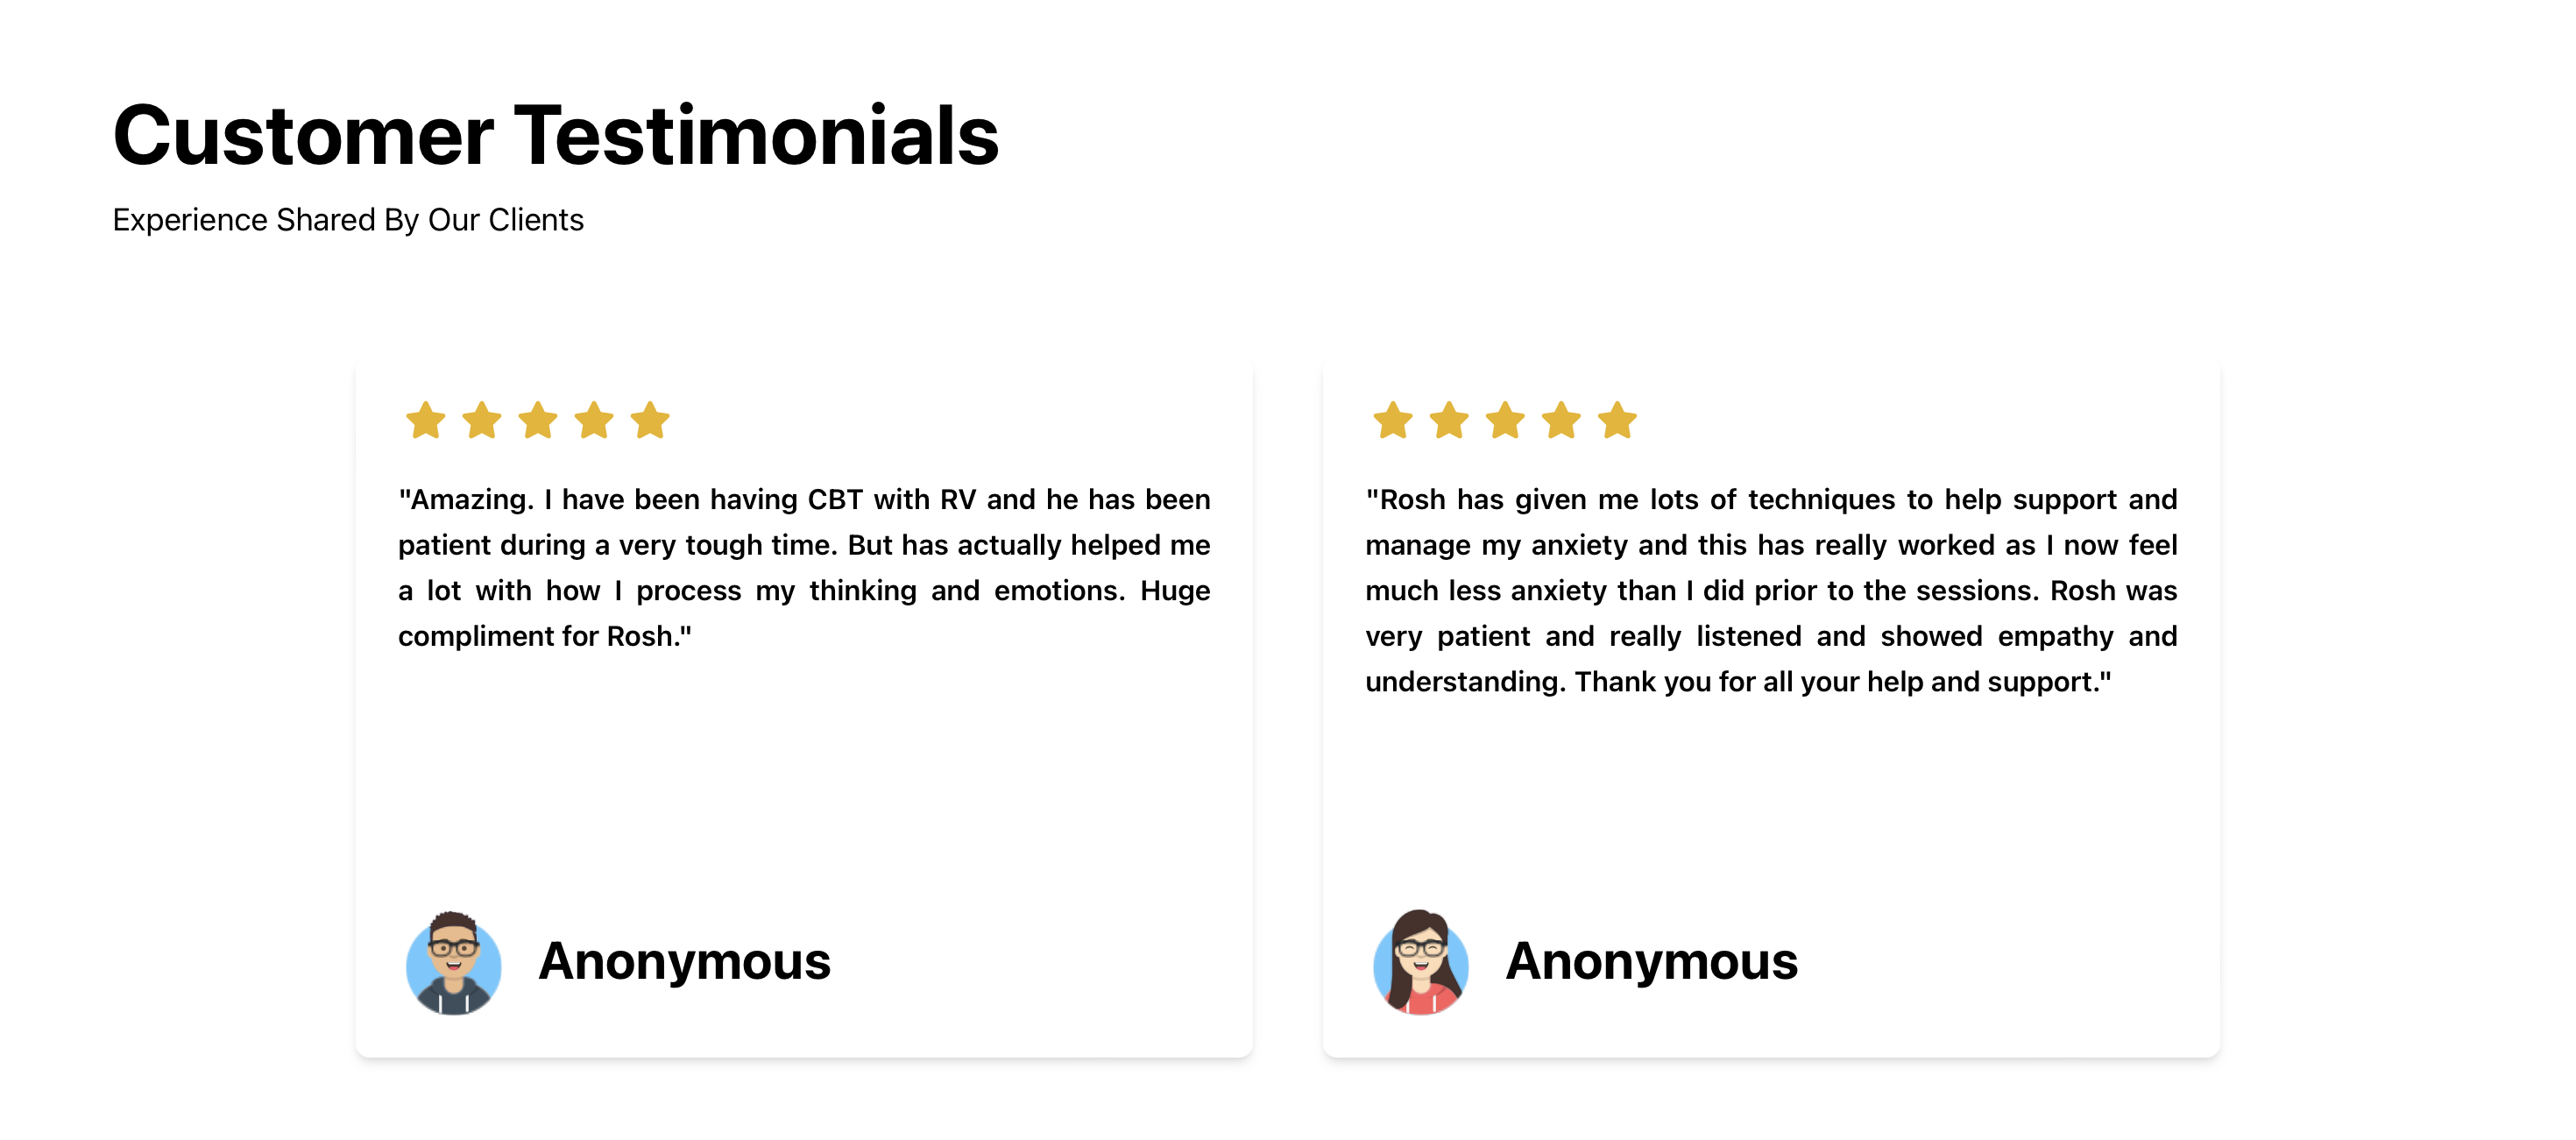 Customer Testimonials
Experience Shared By Our Clients
"Amazing. I have been having CBT with RV and he has been
patient during a very tough time. But has actually helped me
a lot with how I process my thinking and emotions. Huge
compliment for Rosh."
Anonymous
"Rosh has given me lots of techniques to help support and
manage my anxiety and this has really worked as I now feel
much less anxiety than I did prior to the sessions. Rosh was
very patient and really listened and showed empathy and
understanding. Thank you for all your help and support."
Anonymous